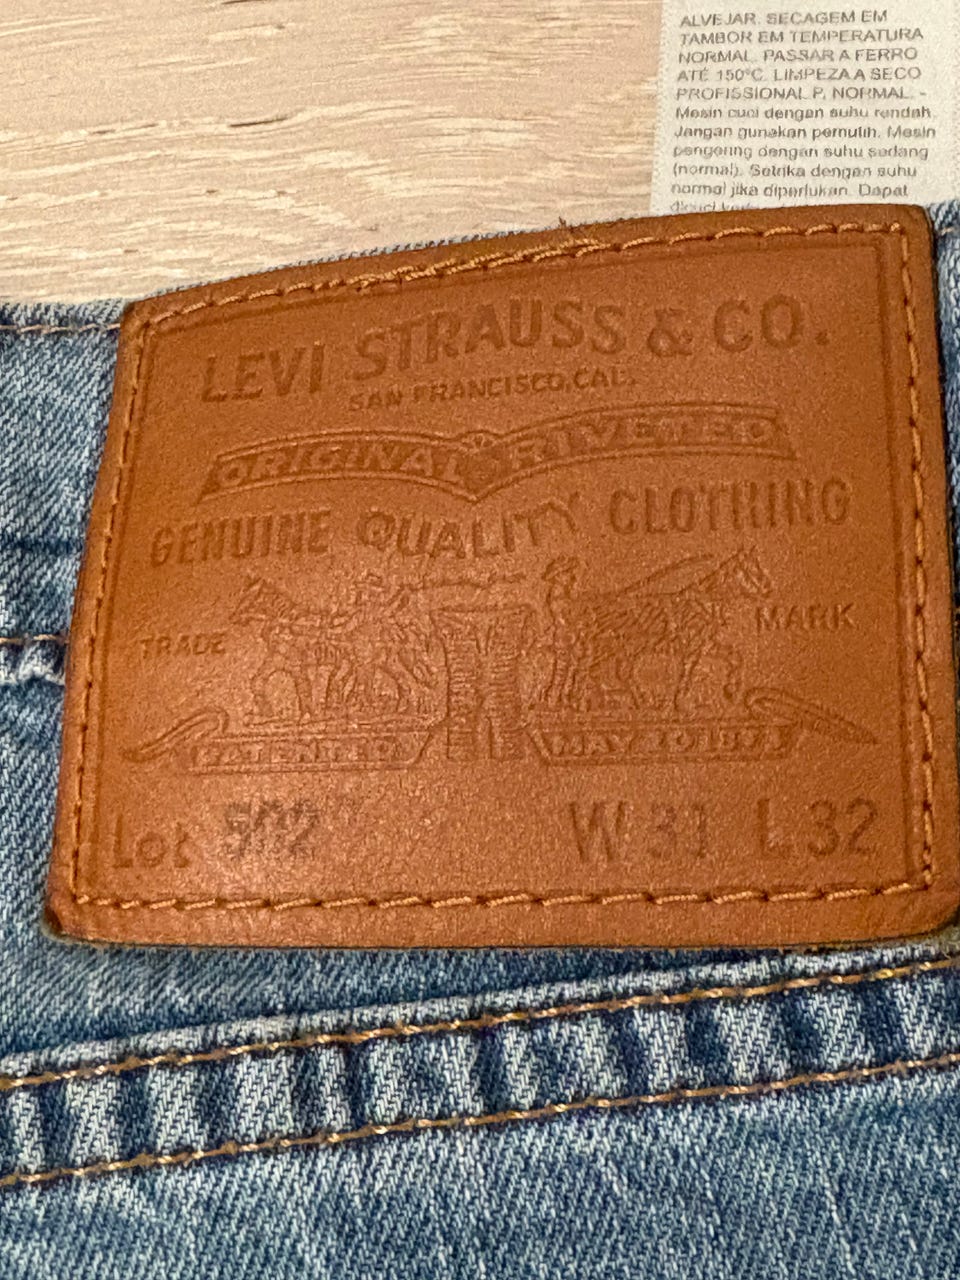 ALVEJAR. SECAGEM EM
TAMBOR EM TEMPERATURA
NORMAL. PASSAR A FERRO
ATÉ 150°C. LIMPEZA A SECO
PROFISSIONAL P, NORMAL. -
Mesin cuci dengan suhu rendah.
Jangan gunakan pemutih. Mesin
pengering dengan suhu sedang
(normal). Setrika dengan suhu
normal jika diperlukan. Dapat
LEVI STRAUSS & CO.
SAN FRANCISCO, CAL.
ORIGINAL RIVETED
GENUINE QUALITY CLOTHING
TRADE MARK
PATENTED MAY 20 1873
Lot 502™ W 31 L 32